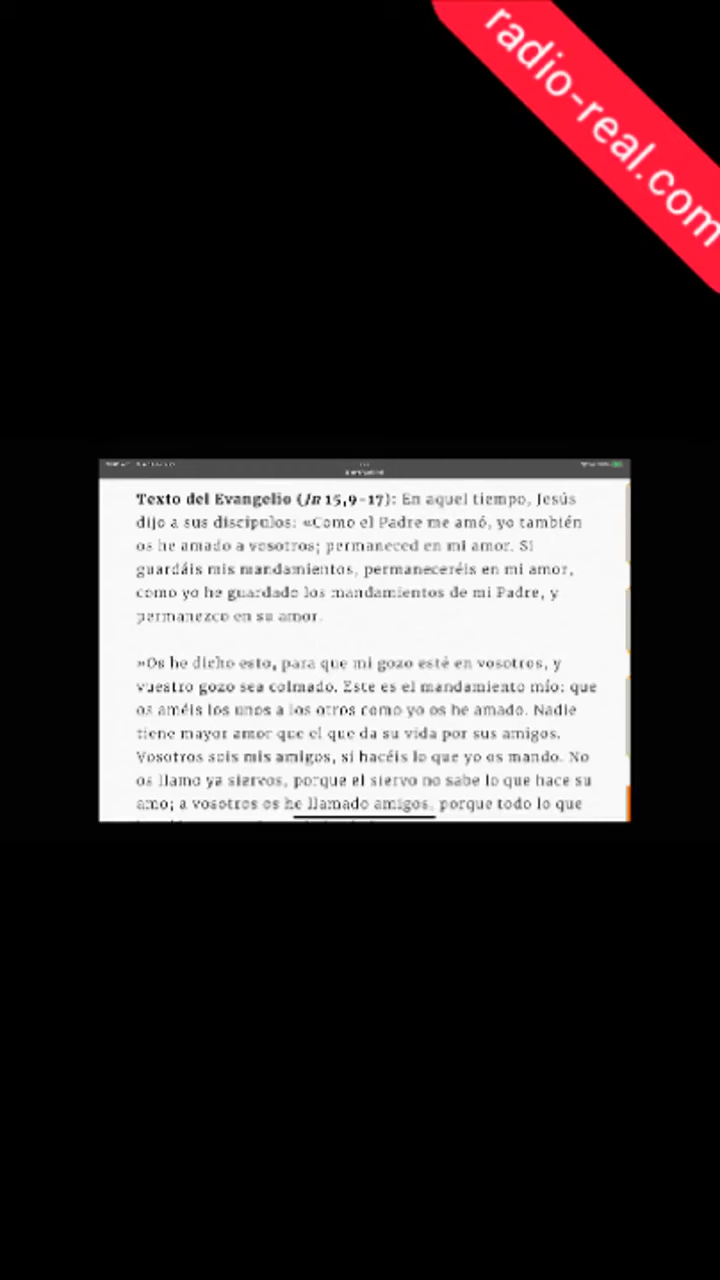 radio-real.com
Texto del Evangelio (Jn 15,9-17): En aquel tiempo, Jesús
dijo a sus discípulos: «Como el Padre me amó, yo también
os he amado a vosotros; permaneced en mi amor. Si
guardáis mis mandamientos, permaneceréis en mi amor,
como yo he guardado los mandamientos de mi Padre, y
permanezco en su amor.
»Os he dicho esto, para que mi gozo esté en vosotros, y
vuestro gozo sea colmado. Este es el mandamiento mío: que
os améis los unos a los otros como yo os he amado. Nadie
tiene mayor amor que el que da su vida por sus amigos.
Vosotros sois mis amigos, si hacéis lo que yo os mando. No
os llamo ya siervos, porque el siervo no sabe lo que hace su
amo; a vosotros os he llamado amigos, porque todo lo que